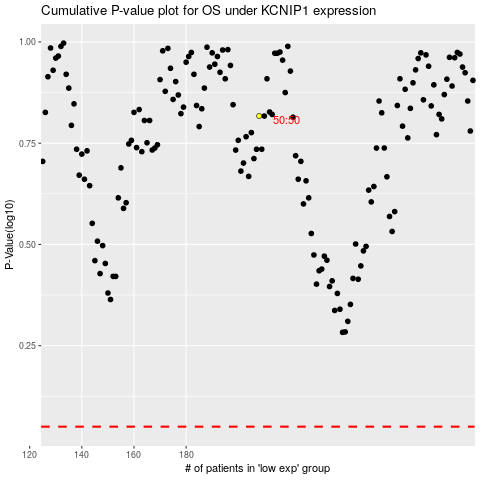 Cumulative P-value plot for OS under KCNIP1 expression
P-Value(log10)
1.00
0.75
0.50
0.25
50:50
120 140 160 180
# of patients in 'low exp' group